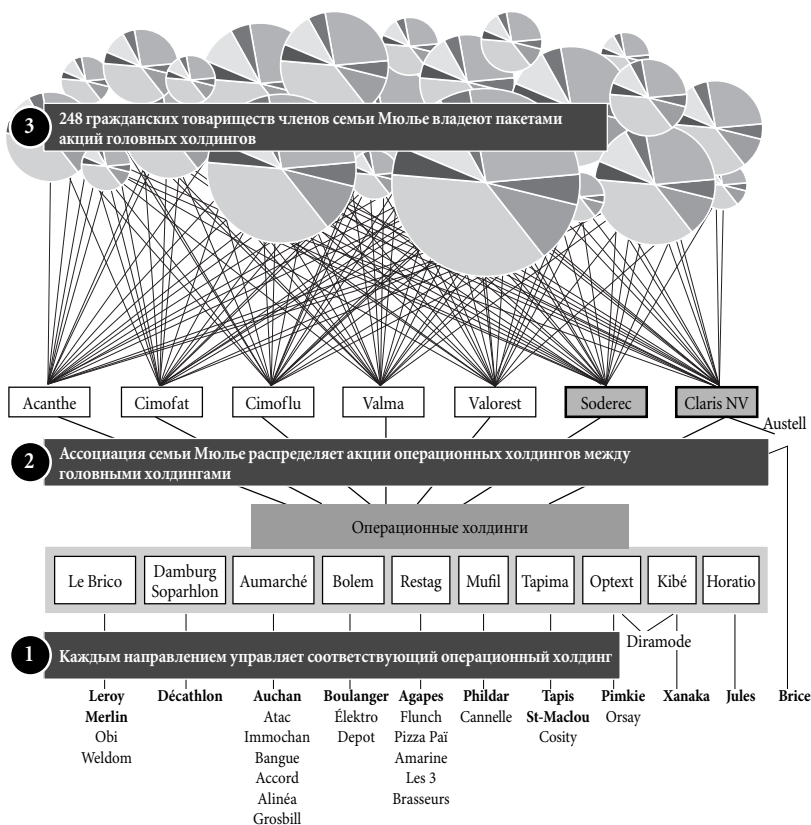 3
248 гражданских товариществ членов семьи Мюлье владеют пакетами
акций головных холдингов
Acanthe
Cimofat
Cimoflu
Valma
Valorest
Soderec
Claris NV
Austell
2
Ассоциация семьи Мюлье распределяет акции операционных холдингов между
головными холдингами
Операционные холдинги
Le Brico
Damburg
Soparhlon
Aumarché
Bolem
Restag
Mufil
Tapima
Optext
Kibé
Horatio
Diramode
1
Каждым направлением управляет соответствующий операционный холдинг
Leroy
Merlin
Obi
Weldom
Décathlon
Auchan
Atac
Immochan
Bangue
Accord
Alinéa
Grosbill
Boulanger
Élektro
Depot
Agapes
Flunch
Pizza Paï
Amarine
Les 3
Brasseurs
Phildar
Cannelle
Tapis
St-Maclou
Cosity
Pimkie
Orsay
Xanaka
Jules
Brice